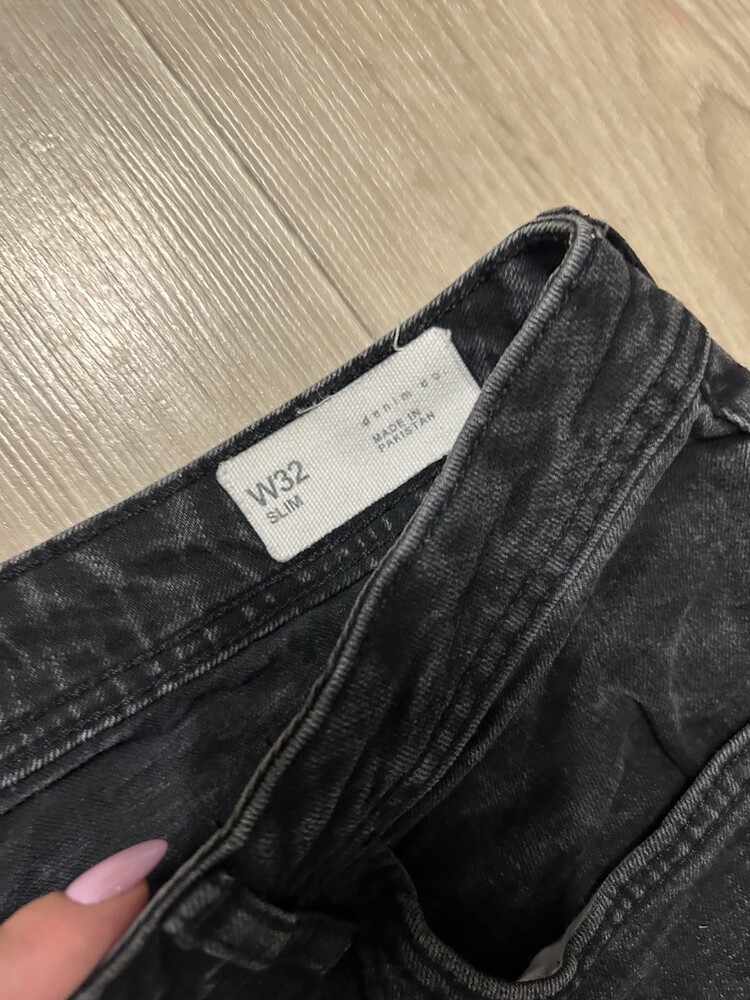 denim co.
MADE IN
PAKISTAN
W32
SLIM